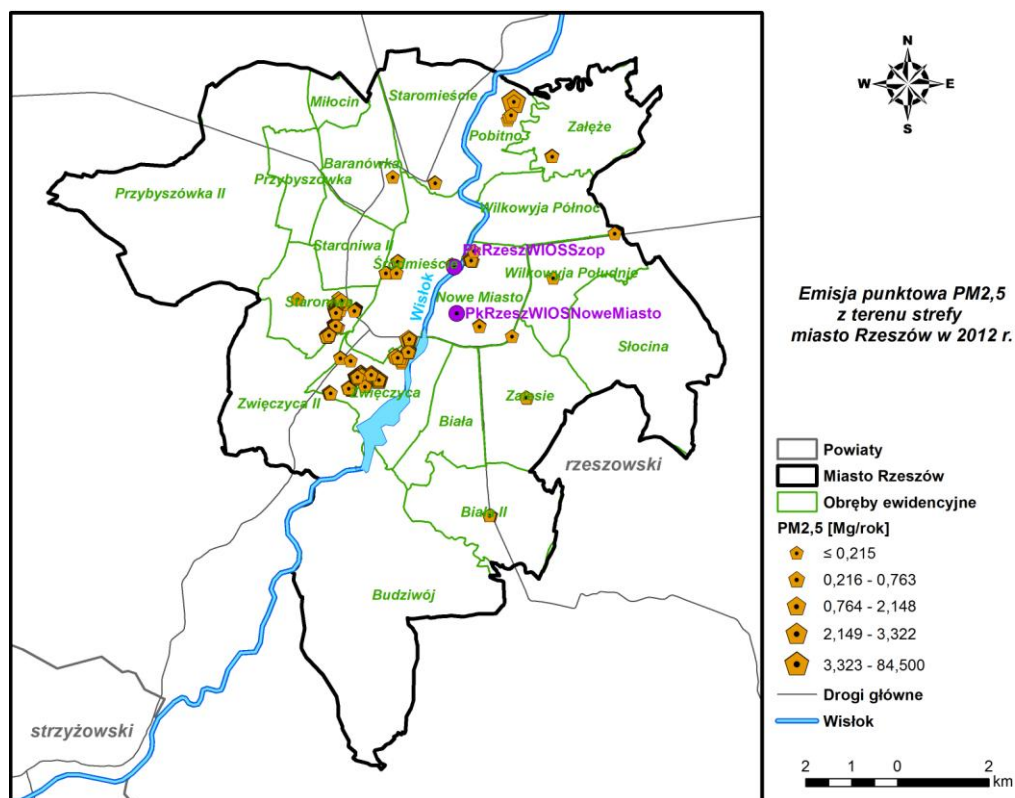 Miłocin
Staromieście
Pobitno
Załęże
Baranówka
Przybyszówka II
Przybyszówka
Wilkowyja Północ
Staroniwa II
PkRzeszWIOSSzop
Śródmieście
Wilkowyja Południe
Wisłok
Nowe Miasto
PkRzeszWIOSNoweMiasto
Słocina
Zwięczyca
Zwięczyca II
Zalesie
Biała
rzeszowski
Biała II
Budziwój
strzyżowski
N
W
E
S
Emisja punktowa PM2,5
z terenu strefy
miasto Rzeszów w 2012 r.
Powiaty
Miasto Rzeszów
Obręby ewidencyjne
PM2,5 [Mg/rok]
≤ 0,215
0,216 - 0,763
0,764 - 2,148
2,149 - 3,322
3,323 - 84,500
Drogi główne
Wisłok
2 1 0 2
km